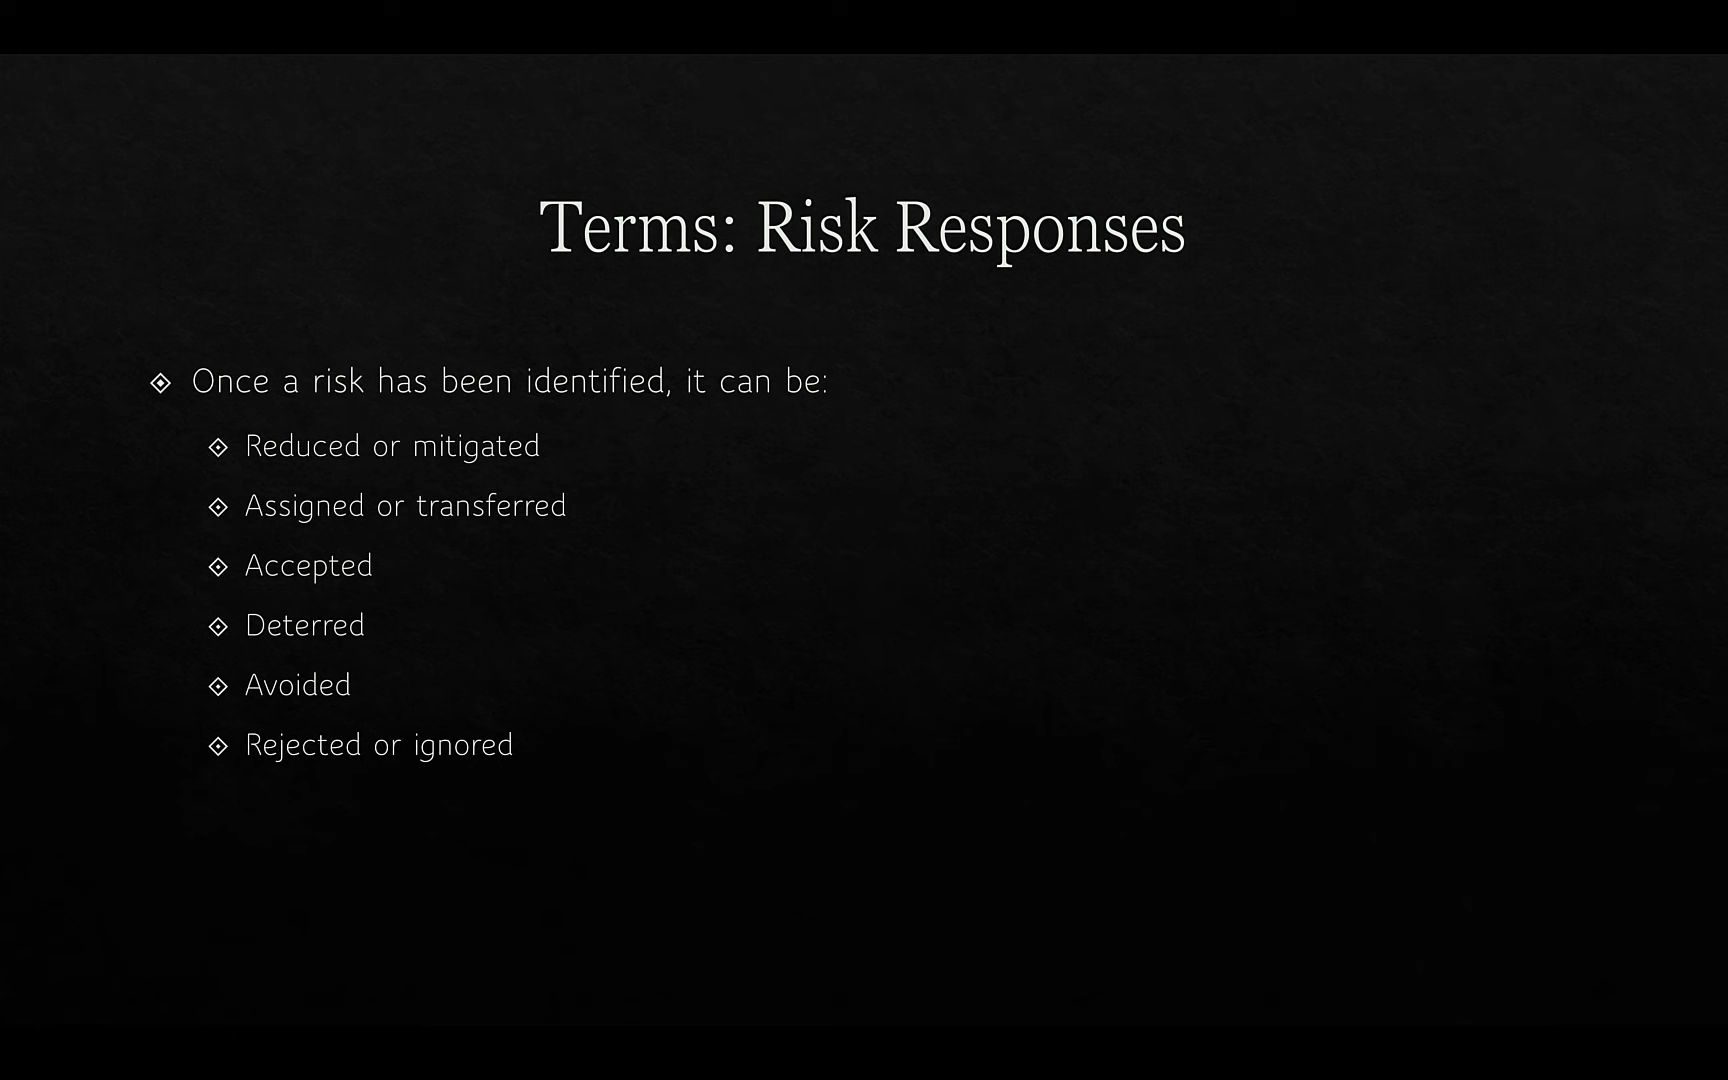 Terms: Risk Responses
Once a risk has been identified, it can be:
Reduced or mitigated
Assigned or transferred
Accepted
Deterred
Avoided
Rejected or ignored